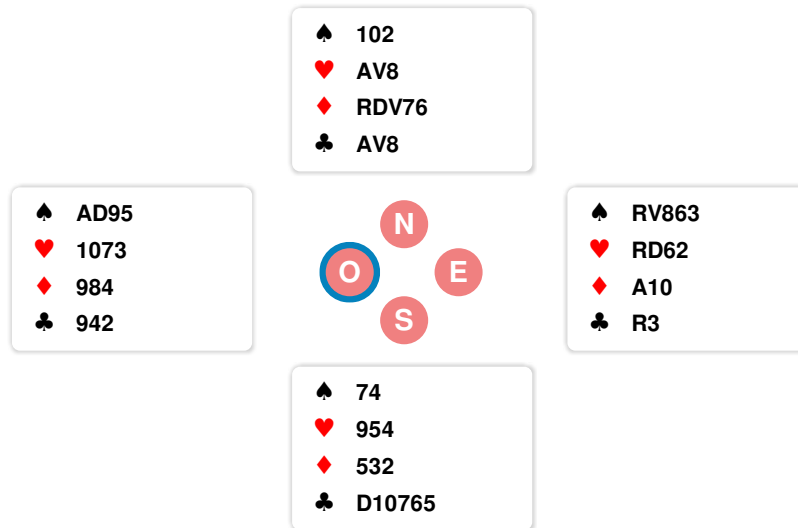 ♠ 102
♥ AV8
♦ RDV76
♣ AV8
♠ AD95
♥ 1073
♦ 984
♣ 942
N
O E
S
♠ RV863
♥ RD62
♦ A10
♣ R3
♠ 74
♥ 954
♦ 532
♣ D10765